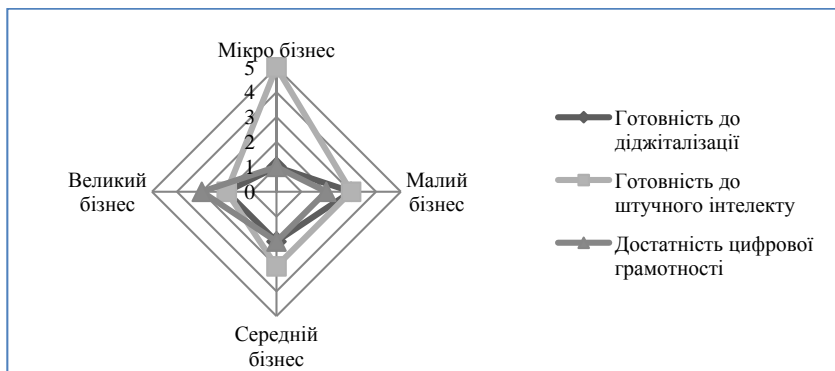 Мікро бізнес
5
4
3
2
1
0
Великий
бізнес
Малий
бізнес
Середній
бізнес
Готовність до
діджіталізації
Готовність до
штучного інтелекту
Достатність цифрової
грамотності